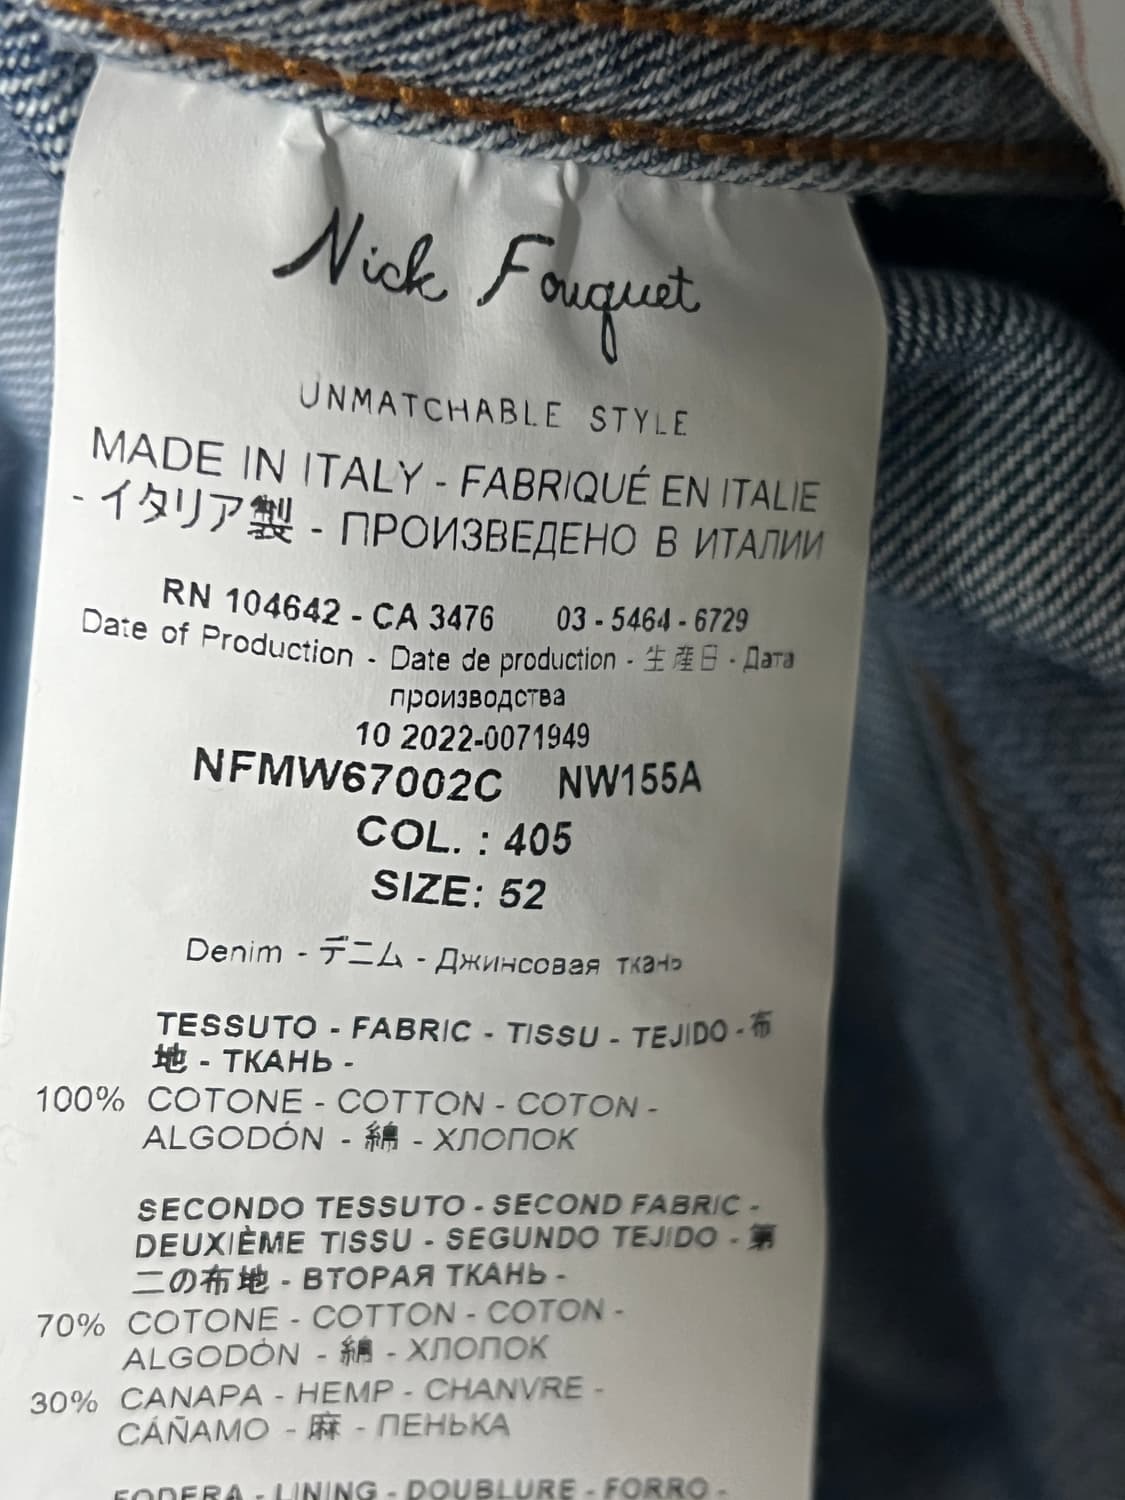 Nick Fouquet
UNMATCHABLE STYLE
MADE IN ITALY - FABRIQUÉ EN ITALIE
- イタリア製 - ПРОИЗВЕДЕНО В ИТАЛИИ
RN 104642 - CA 3476 03 - 5464 - 6729
Date of Production - Date de production - 生産日 - Дата
производства
10 2022-0071949
NFMW67002C NW155A
COL. : 405
SIZE: 52
Denim - デニム - Джинсовая ткань
TESSUTO - FABRIC - TISSU - TEJIDO - 布
地 - ТКАНЬ -
100% COTONE - COTTON - COTON -
ALGODÓN - 綿 - ХЛОПОК
SECONDO TESSUTO - SECOND FABRIC -
DEUXIÈME TISSU - SEGUNDO TEJIDO - 第
二の布地 - ВТОРАЯ ТКАНЬ -
70% COTONE - COTTON - COTON -
ALGODÓN - 綿 - ХЛОПОК
30% CANAPA - HEMP - CHANVRE -
CÁÑAMO - 麻 - ПЕНЬКА
FODERA - LINING - DOUBLURE - FORRO -